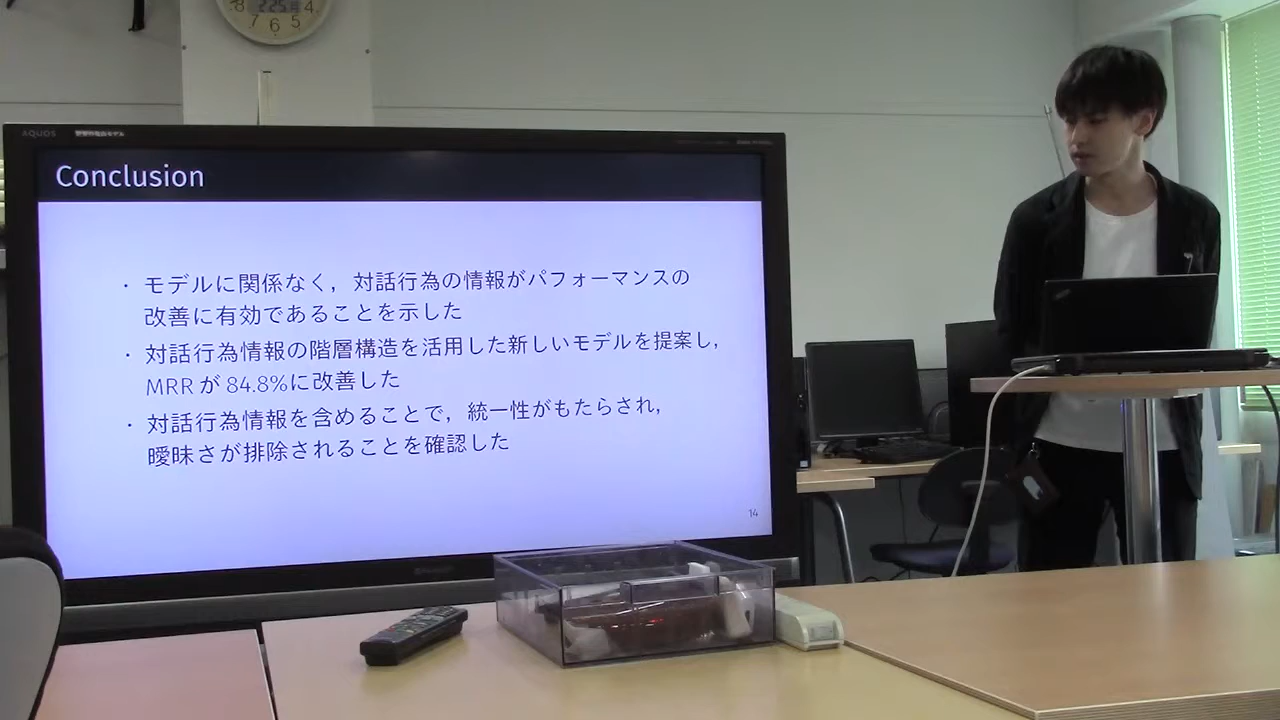 AQUOS
Conclusion
・ モデルに関係なく，対話行為の情報がパフォーマンスの
改善に有効であることを示した
・ 対話行為情報の階層構造を活用した新しいモデルを提案し，
MRR が 84.8%に改善した
・ 対話行為情報を含めることで，統一性がもたらされ，
曖昧さが排除されることを確認した
14
8 4
7 6 5